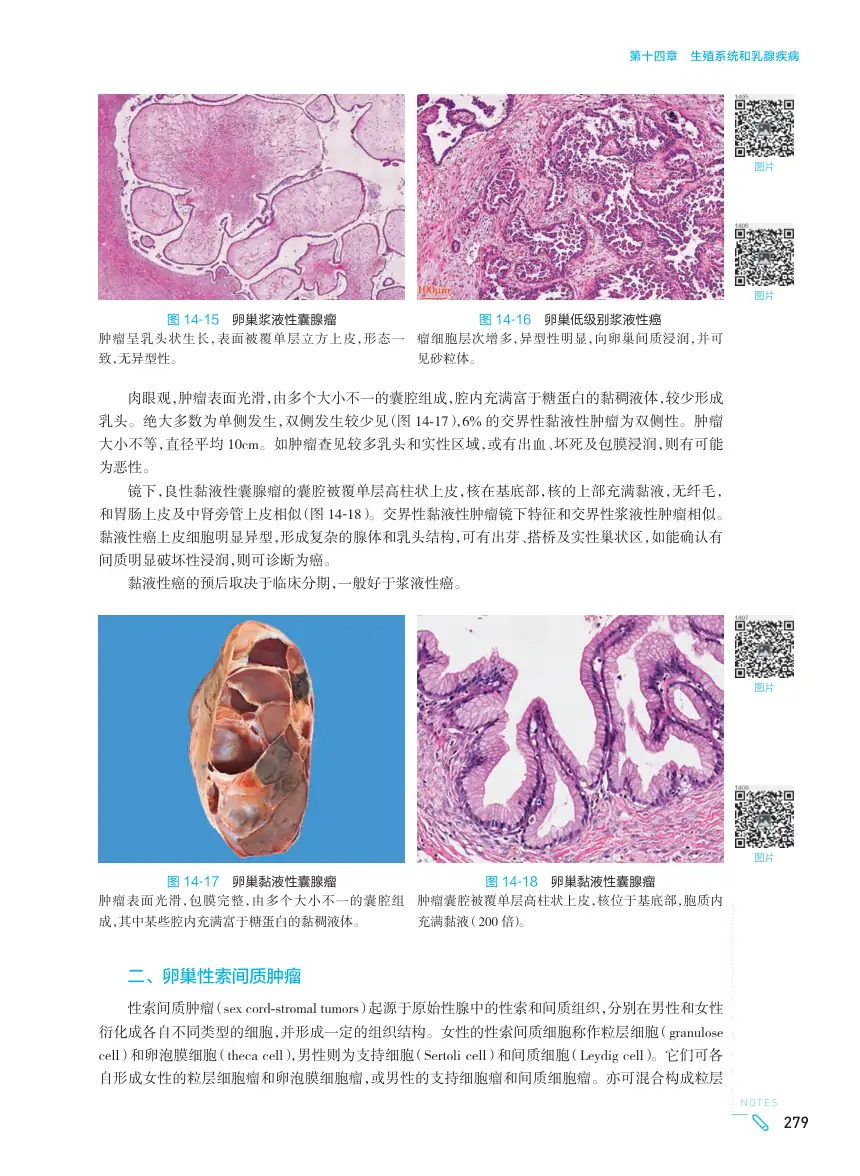 第十四章 生殖系统和乳腺疾病
1405
图片
1406
图片
100μm
图 14-15 卵巢浆液性囊腺瘤
肿瘤呈乳头状生长,表面被覆单层立方上皮,形态一
致,无异型性。
图 14-16 卵巢低级别浆液性癌
瘤细胞层次增多,异型性明显,向卵巢间质浸润,并可
见砂粒体。
肉眼观,肿瘤表面光滑,由多个大小不一的囊腔组成,腔内充满富于糖蛋白的黏稠液体,较少形成
乳头。绝大多数为单侧发生,双侧发生较少见(图 14-17),6% 的交界性黏液性肿瘤为双侧性。肿瘤
大小不等,直径平均 10cm。如肿瘤查见较多乳头和实性区域,或有出血、坏死及包膜浸润,则有可能
为恶性。
镜下,良性黏液性囊腺瘤的囊腔被覆单层高柱状上皮,核在基底部,核的上部充满黏液,无纤毛,
和胃肠上皮及中肾旁管上皮相似(图 14-18)。交界性黏液性肿瘤镜下特征和交界性浆液性肿瘤相似。
黏液性癌上皮细胞明显异型,形成复杂的腺体和乳头结构,可有出芽、搭桥及实性巢状区,如能确认有
间质明显破坏性浸润,则可诊断为癌。
黏液性癌的预后取决于临床分期,一般好于浆液性癌。
1407
图片
1408
图片
图 14-17 卵巢黏液性囊腺瘤
肿瘤表面光滑,包膜完整,由多个大小不一的囊腔组
成,其中某些腔内充满富于糖蛋白的黏稠液体。
图 14-18 卵巢黏液性囊腺瘤
肿瘤囊腔被覆单层高柱状上皮,核位于基底部,胞质内
充满黏液(200 倍)。
二、卵巢性索间质肿瘤
性索间质肿瘤(sex cord-stromal tumors)起源于原始性腺中的性索和间质组织,分别在男性和女性
衍化成各自不同类型的细胞,并形成一定的组织结构。女性的性索间质细胞称作粒层细胞(granulose
cell)和卵泡膜细胞(theca cell),男性则为支持细胞(Sertoli cell)和间质细胞(Leydig cell)。它们可各
自形成女性的粒层细胞瘤和卵泡膜细胞瘤,或男性的支持细胞瘤和间质细胞瘤。亦可混合构成粒层
NOTES
279